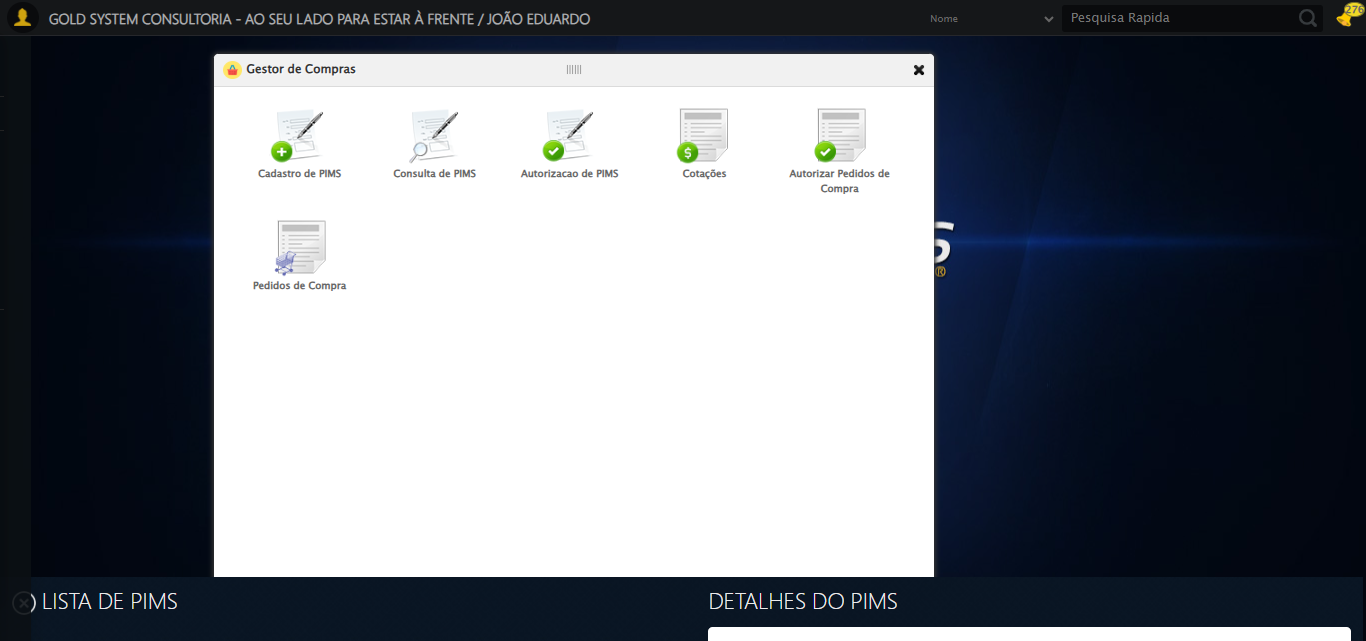 GOLD SYSTEM CONSULTORIA - AO SEU LADO PARA ESTAR À FRENTE / JOÃO EDUARDO
Nome
Pesquisa Rapida
276
Gestor de Compras
Cadastro de PIMS
Consulta de PIMS
Autorizacao de PIMS
Cotações
Autorizar Pedidos de
Compra
Pedidos de Compra
®
LISTA DE PIMS
DETALHES DO PIMS